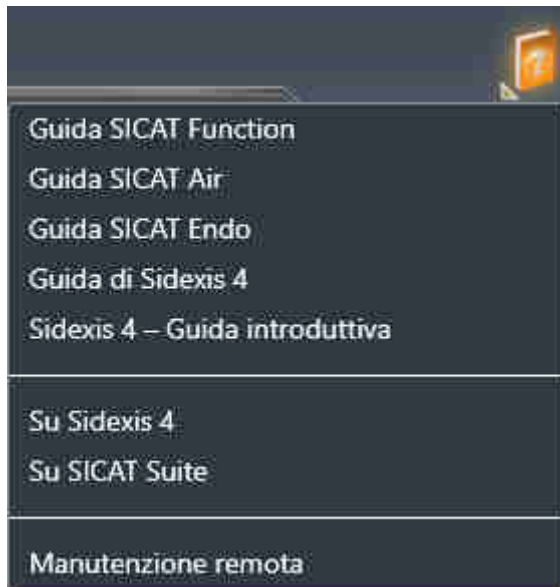 Guida SICAT Function
Guida SICAT Air
Guida SICAT Endo
Guida di Sidexis 4
Sidexis 4 – Guida introduttiva
Su Sidexis 4
Su SICAT Suite
Manutenzione remota